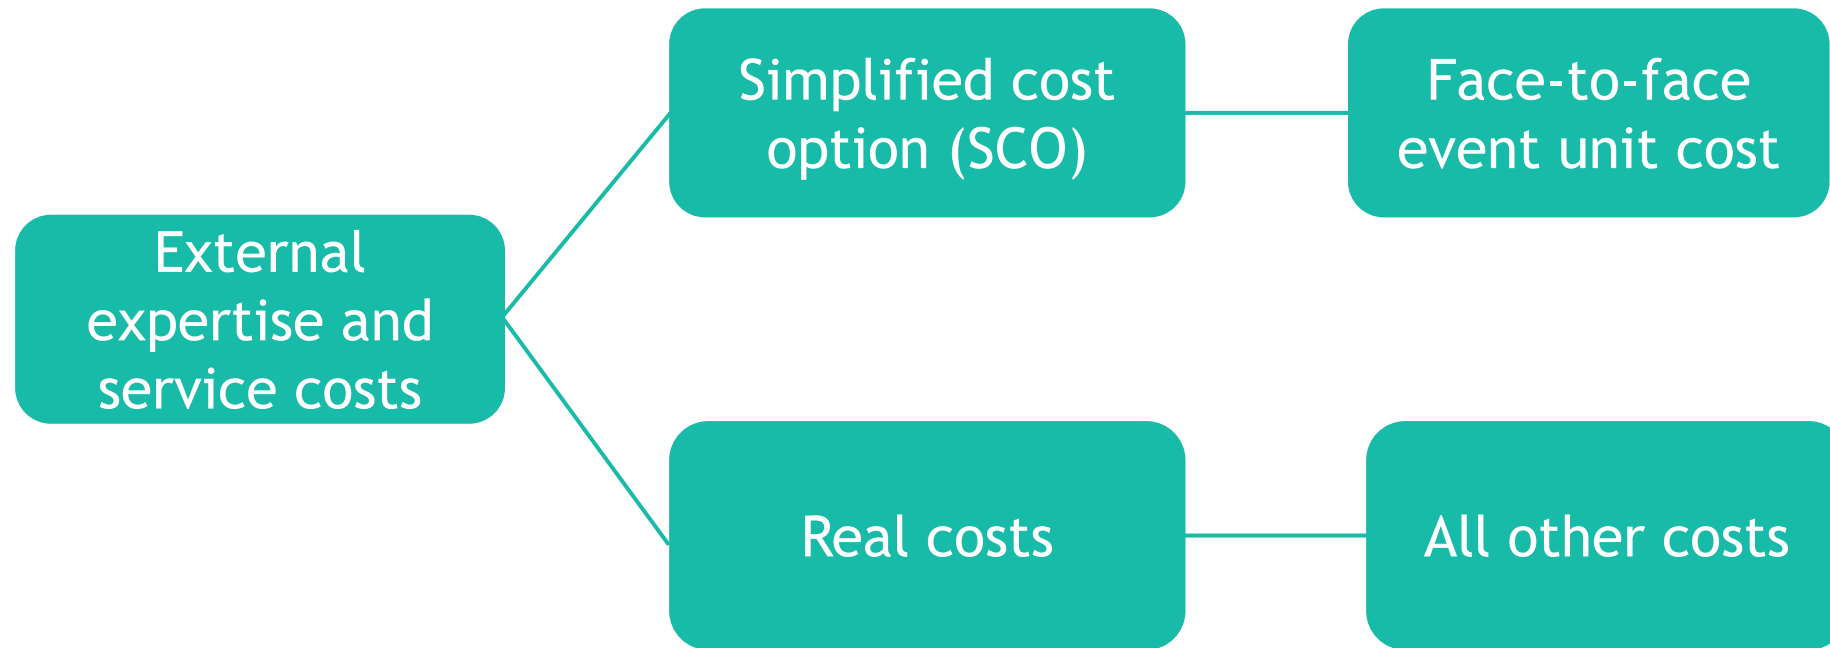 External
expertise and
service costs
Simplified cost
option (SCO)
Face-to-face
event unit cost
Real costs
All other costs